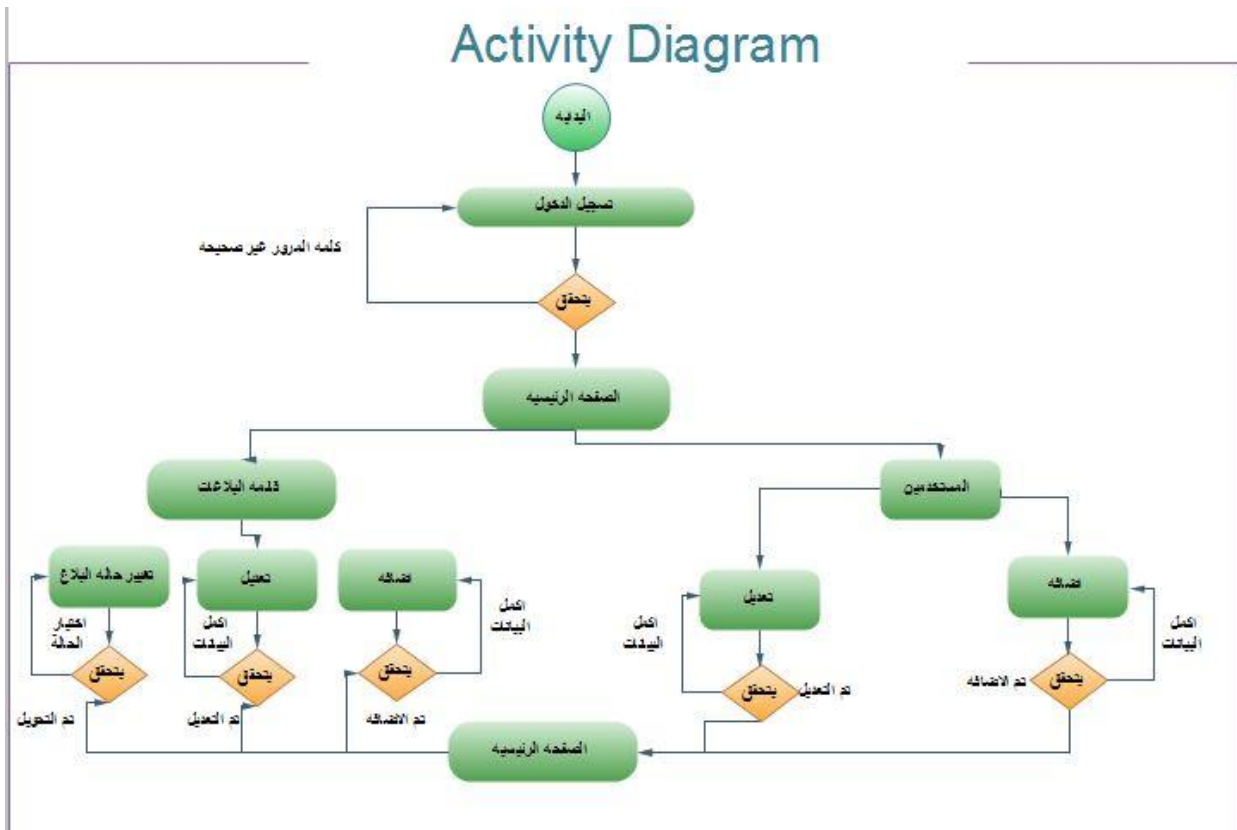 Activity Diagram
البدايه
تسجيل الدخول
كلمه المرور غير صحيحه
يتحقق
الصفحه الرئيسيه
قائمه البلاغات
المستخدمين
تغيير حاله البلاغ
تعديل
اضافه
تعديل
اضافه
اختيار
الحالة
اكمل
البيانات
اكمل
البيانات
اكمل
البيانات
اكمل
البيانات
يتحقق
يتحقق
يتحقق
يتحقق
يتحقق
تم التحويل
تم التعديل
تم الاضافه
تم التعديل
تم الاضافه
الصفحه الرئيسيه